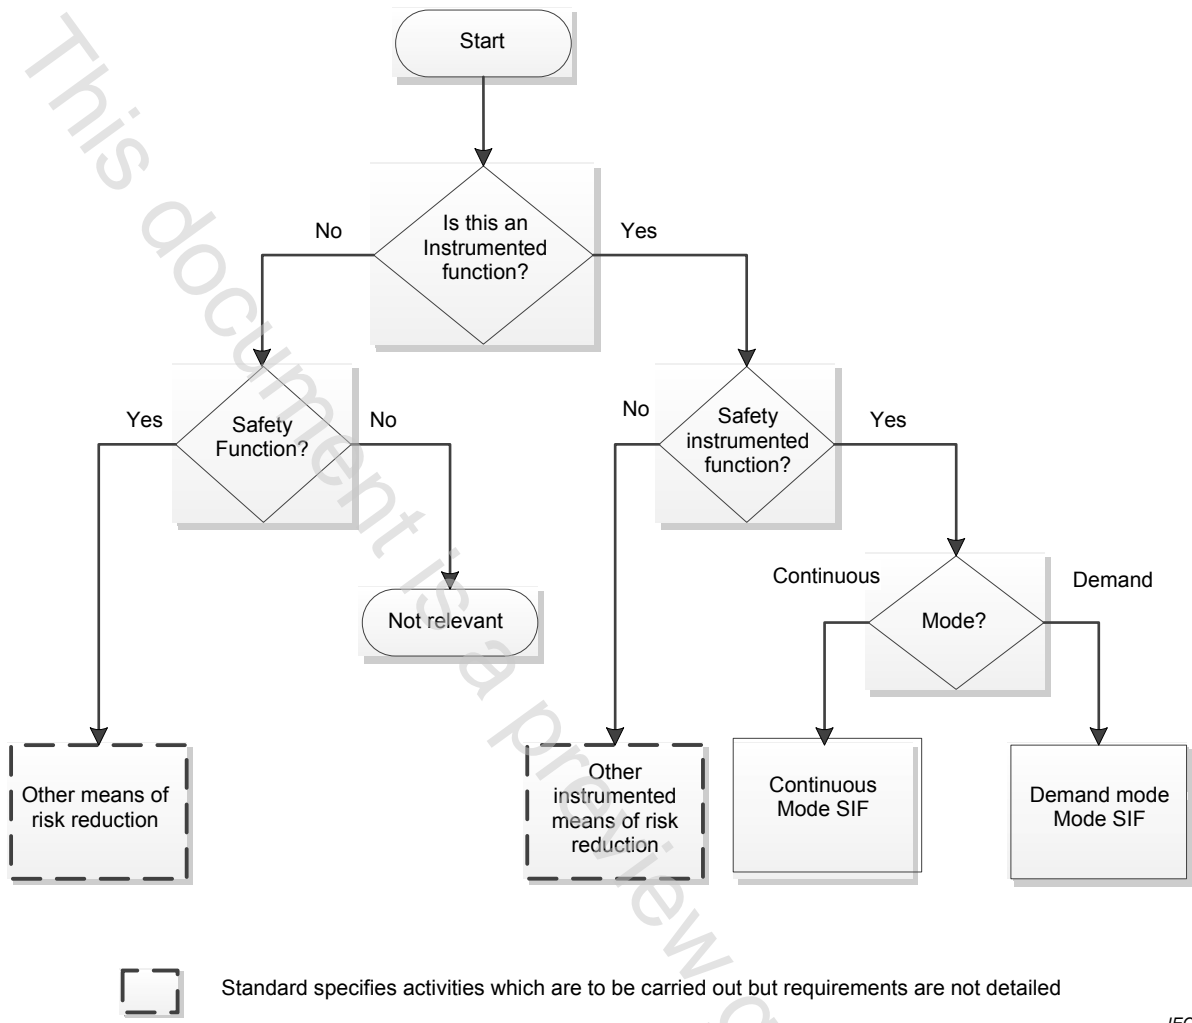 Start
Is this an
Instrumented
function?
No
Yes
Safety
Function?
Yes
No
Safety
instrumented
function?
No
Yes
Not relevant
Mode?
Continuous
Demand
Other means of
risk reduction
Other
instrumented
means of risk
reduction
Continuous
Mode SIF
Demand mode
Mode SIF
Standard specifies activities which are to be carried out but requirements are not detailed
IEC
This document is a preview g